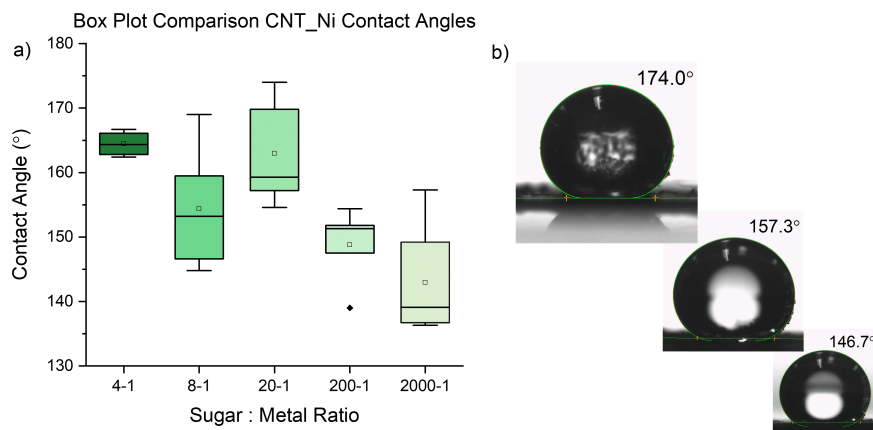 Box Plot Comparison CNT_Ni Contact Angles
a)
180
170
160
150
140
130
Contact Angle (°)
4-1 8-1 20-1 200-1 2000-1
Sugar : Metal Ratio
b)
174.0°
157.3°
146.7°